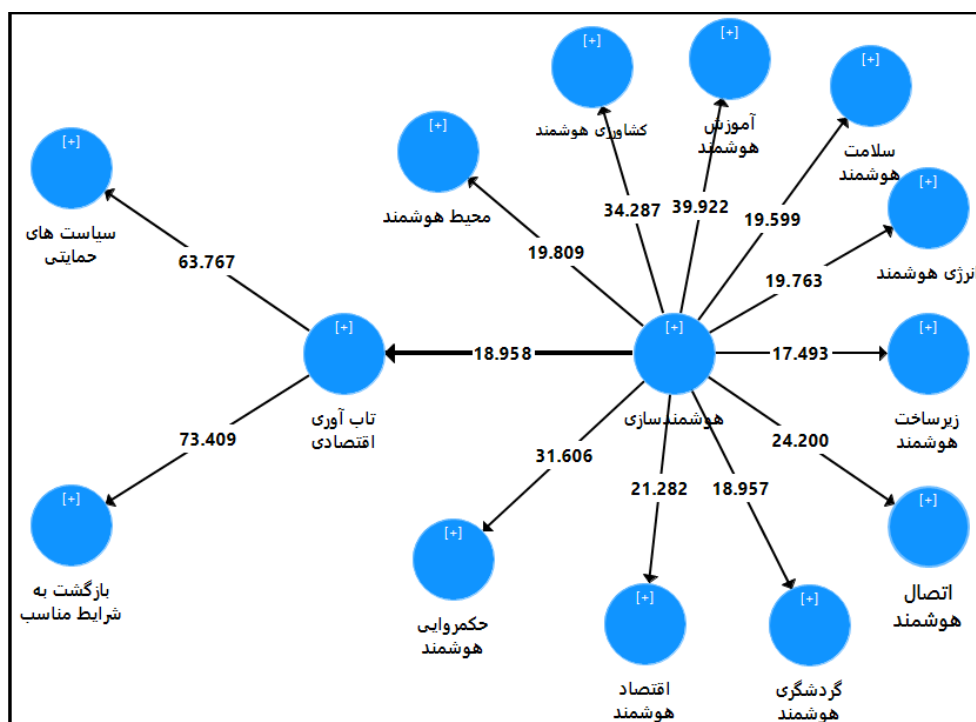 [+]
[+]
[+]
[+]
[+]
[+]
کشاورزی هوشمند
آموزش
هوشمند
سلامت
هوشمند
[+]
محیط هوشمند
34.287
39.922
19.599
سیاست های
حمایتی
63.767
19.809
19.763
انرژی هوشمند
[+]
[+]
[+]
18.958
17.493
تاب آوری
اقتصادی
هوشمندسازی
زیرساخت
هوشمند
73.409
31.606
24.200
21.282
18.957
[+]
[+]
[+]
بازگشت به
شرایط مناسب
حکمروایی
هوشمند
[+]
[+]
اتصال
هوشمند
اقتصاد
هوشمند
گردشگری
هوشمند